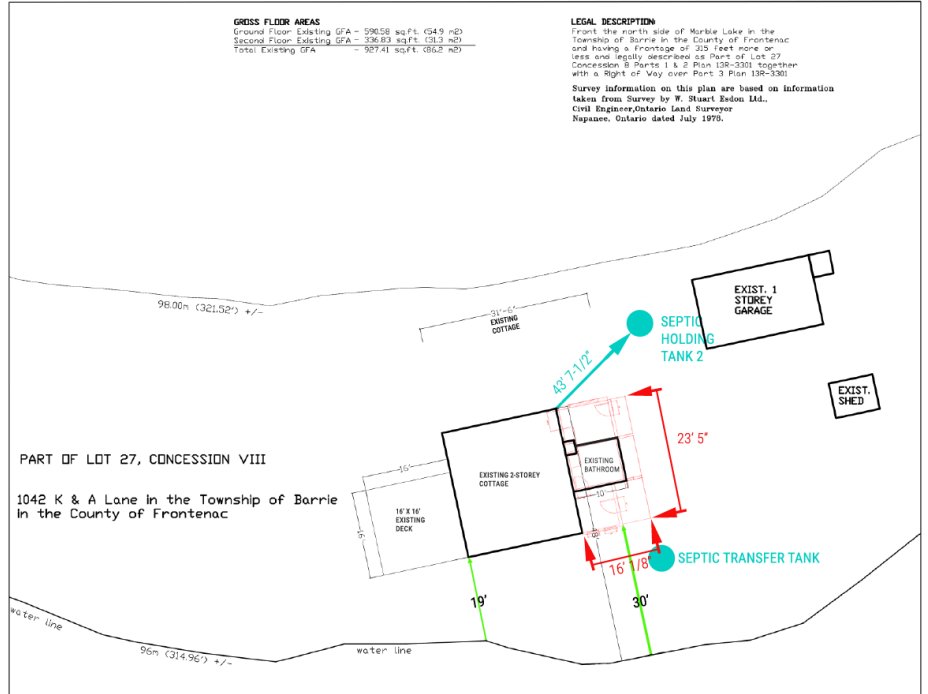 GROSS FLOOR AREAS
Ground Floor Existing GFA - 590.58 sq.ft. (54.9 m2)
Second Floor Existing GFA - 336.83 sq.ft. (31.3 m2)
Total Existing GFA - 927.41 sq.ft. (86.2 m2)
LEGAL DESCRIPTION:
Front the north side of Marble Lake in the
Township of Barrie in the County of Frontenac
and having a frontage of 315 feet more or
less and legally described as Part of Lot 27
Concession 8 Parts 1 & 2 Plan 13R-3301 together
with a Right of Way over Part 3 Plan 13R-3301
Survey information on this plan are based on information
taken from Survey by W. Stuart Esdon Ltd.,
Civil Engineer,Ontario Land Surveyor
Napanee, Ontario dated July 1978.
98.00m (321.52') +/-
31'-6"
EXISTING
COTTAGE
EXIST. 1
STOREY
GARAGE
SEPTIC
HOLDING
TANK 2
43' 7-1/2"
EXIST.
SHED
23' 5"
EXISTING
BATHROOM
10'
EXISTING 2-STOREY
COTTAGE
PART OF LOT 27, CONCESSION VIII
1042 K & A Lane in the Township of Barrie
in the County of Frontenac
16'
16'
16' X 16'
EXISTING
DECK
48'
SEPTIC TRANSFER TANK
16' 1/8"
19'
30'
water line
96m (314.96') +/-
water line